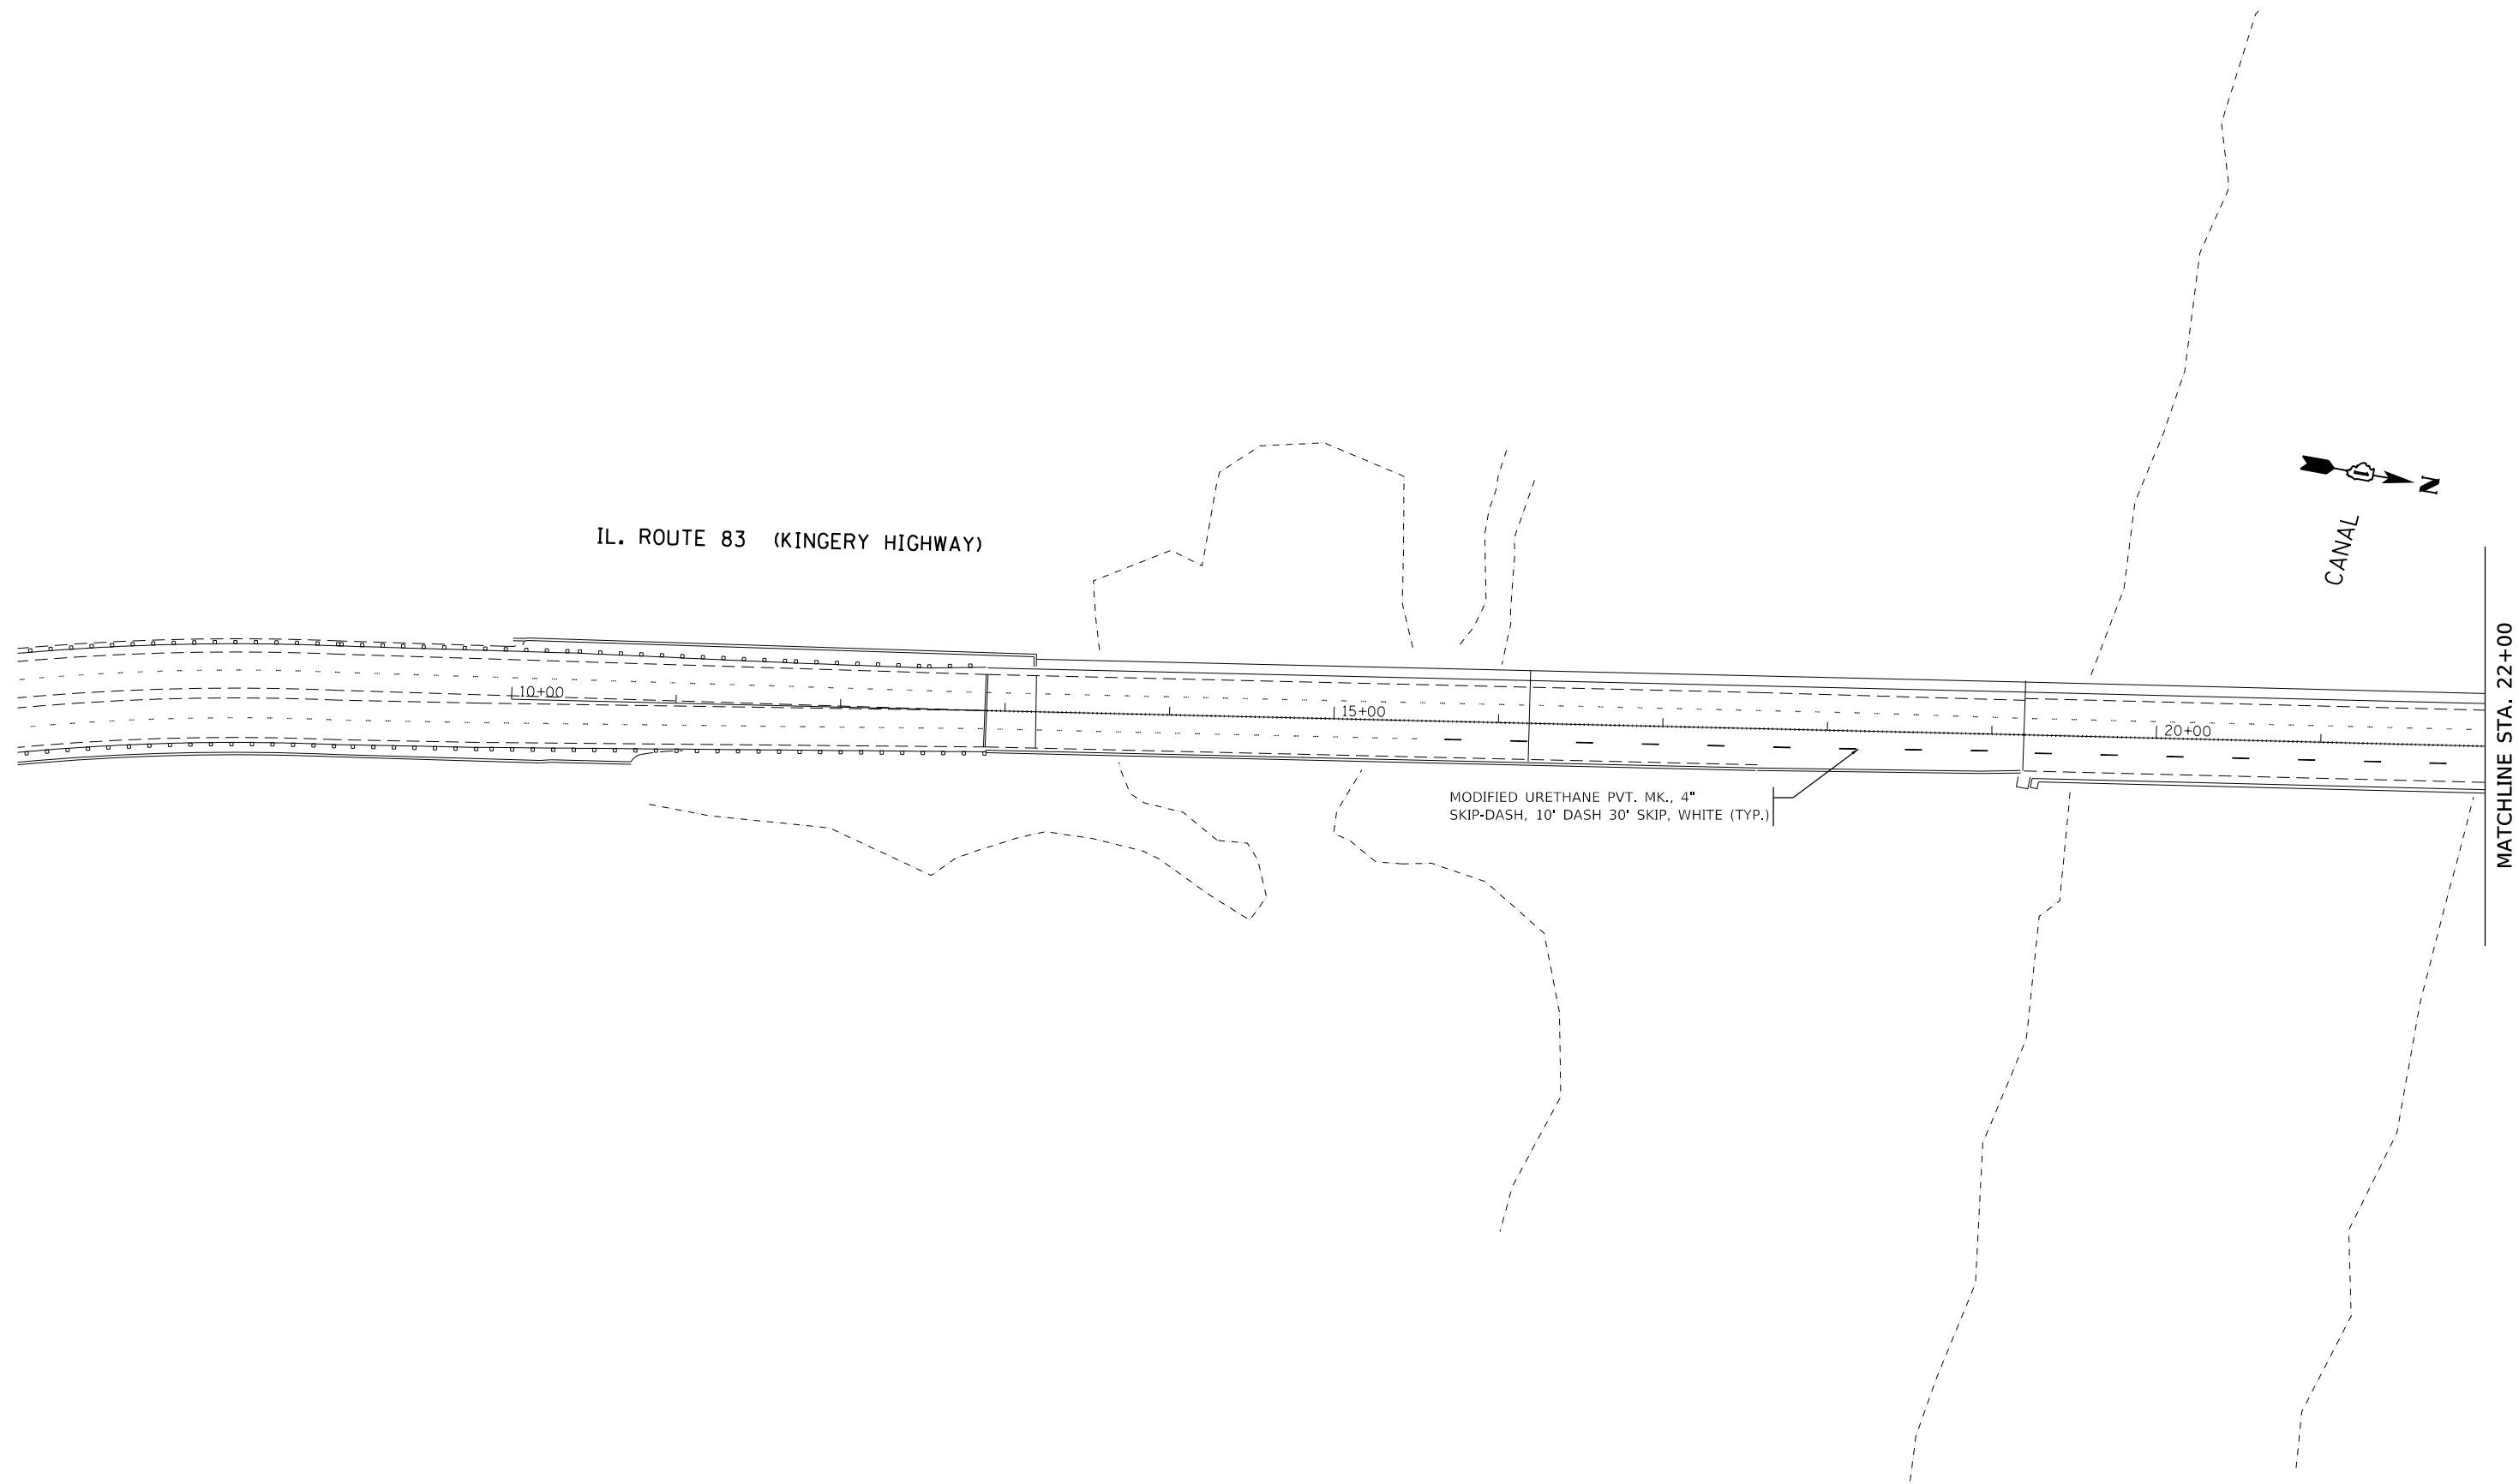 N
CANAL
IL. ROUTE 83 (KINGERY HIGHWAY)
10+00
15+00
20+00
MODIFIED URETHANE PVT. MK., 4"
SKIP-DASH, 10' DASH 30' SKIP, WHITE (TYP.)
MATCHLINE STA. 22+00